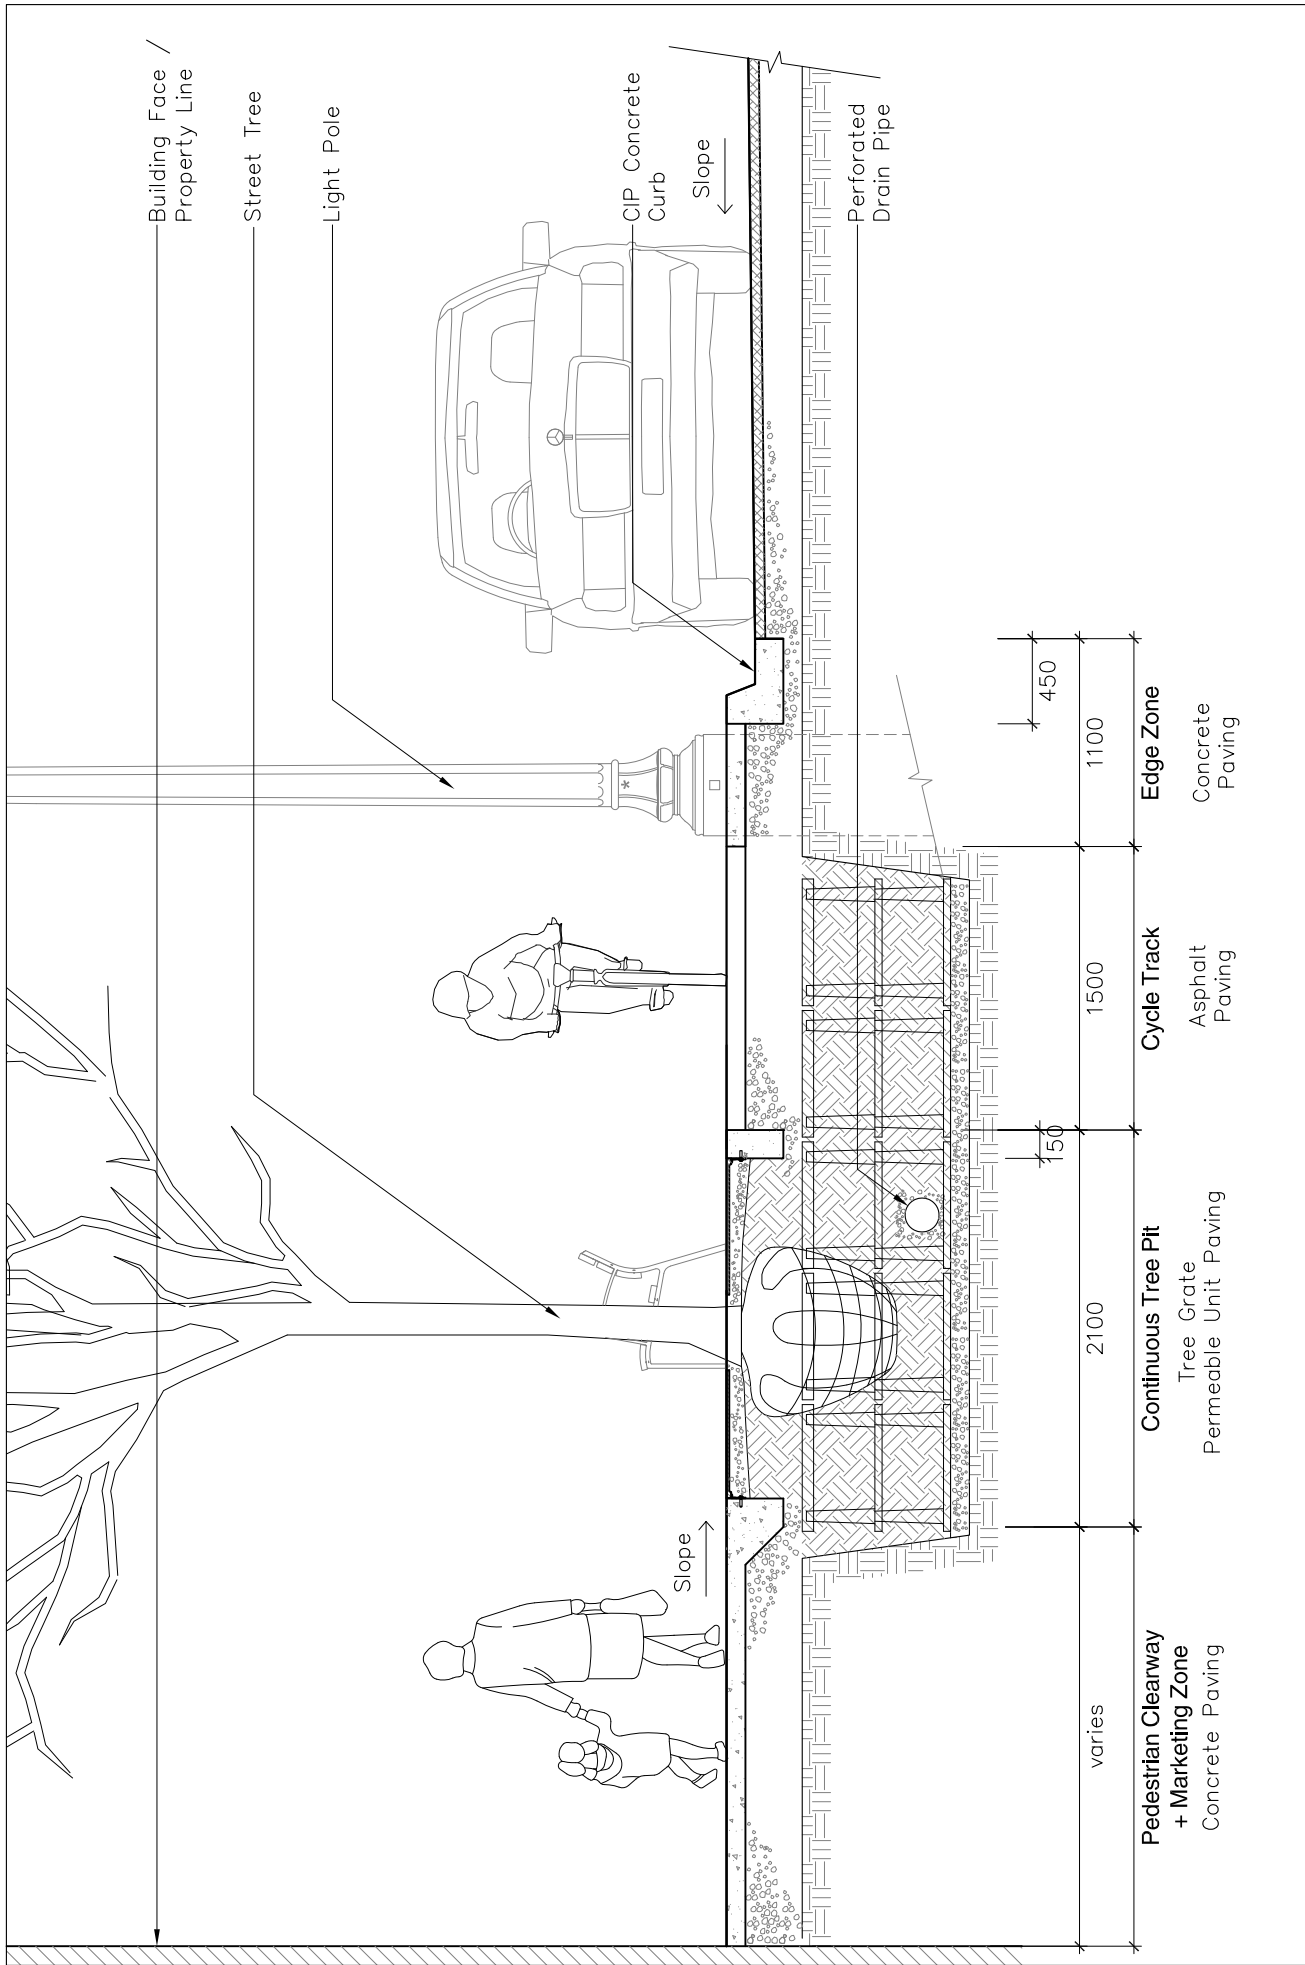 Building Face /
Property Line
Street Tree
Light Pole
CIP Concrete
Curb
Slope
Perforated
Drain Pipe
Slope
450
150
varies
2100
1500
1100
Pedestrian Clearway
+ Marketing Zone
Concrete Paving
Continuous Tree Pit
Tree Grate
Permeable Unit Paving
Cycle Track
Asphalt
Paving
Edge Zone
Concrete
Paving